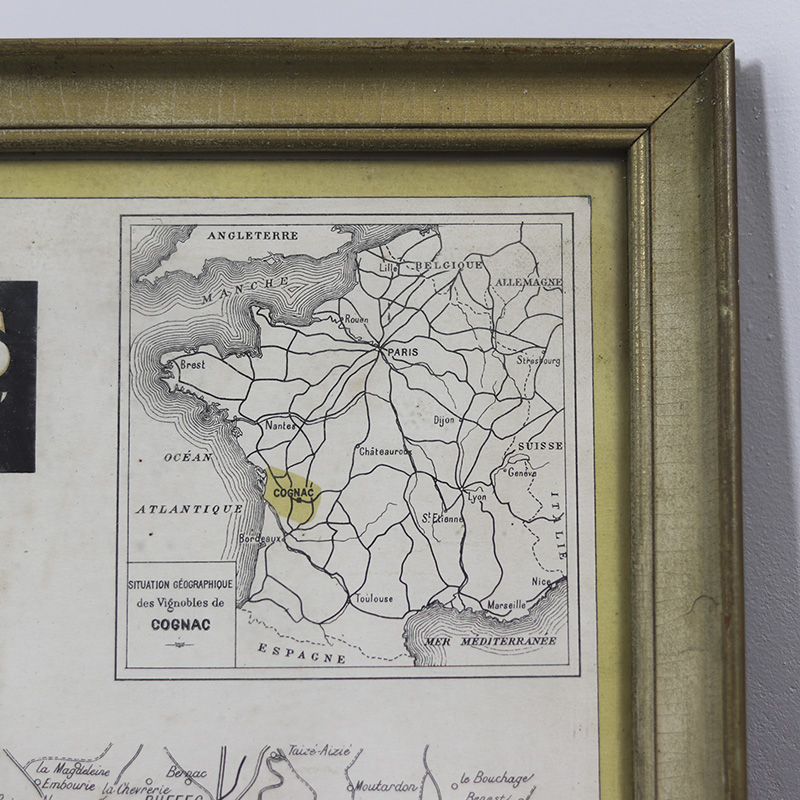 ANGLETERRE
MANCHE
Lille
BELGIQUE
ALLEMAGNE
Rouen
PARIS
Strasbourg
Brest
Nantes
Dijon
OCÉAN
Châteauroux
SUISSE
Genève
COGNAC
Lyon
ATLANTIQUE
St Etienne
ITALIE
Bordeaux
SITUATION GÉOGRAPHIQUE
des Vignobles de
COGNAC
Toulouse
Nice
Marseille
MER MÉDITERRANÉE
ESPAGNE
Taizé-Aizié
la Magdeleine
Bernac
le Bouchage
Embourie
la Chevrerie
Moutardon